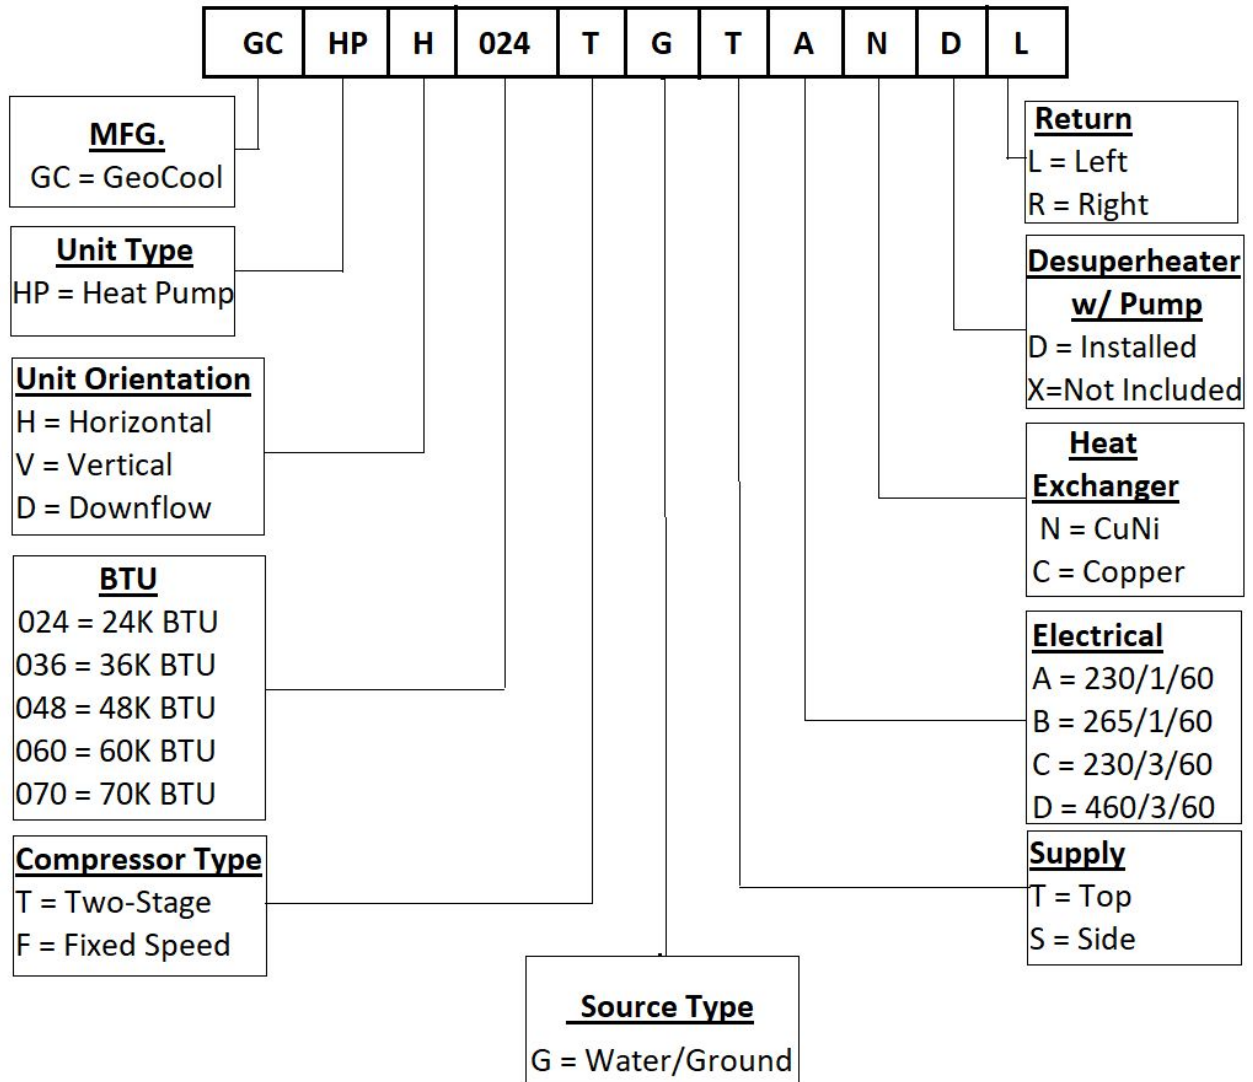 GC HP H 024 T G T A N D L
MFG.
GC = GeoCool
Unit Type
HP = Heat Pump
Unit Orientation
H = Horizontal
V = Vertical
D = Downflow
BTU
024 = 24K BTU
036 = 36K BTU
048 = 48K BTU
060 = 60K BTU
070 = 70K BTU
Compressor Type
T = Two-Stage
F = Fixed Speed
Source Type
G = Water/Ground
Return
L = Left
R = Right
Desuperheater
w/ Pump
D = Installed
X=Not Included
Heat
Exchanger
N = CuNi
C = Copper
Electrical
A = 230/1/60
B = 265/1/60
C = 230/3/60
D = 460/3/60
Supply
T = Top
S = Side